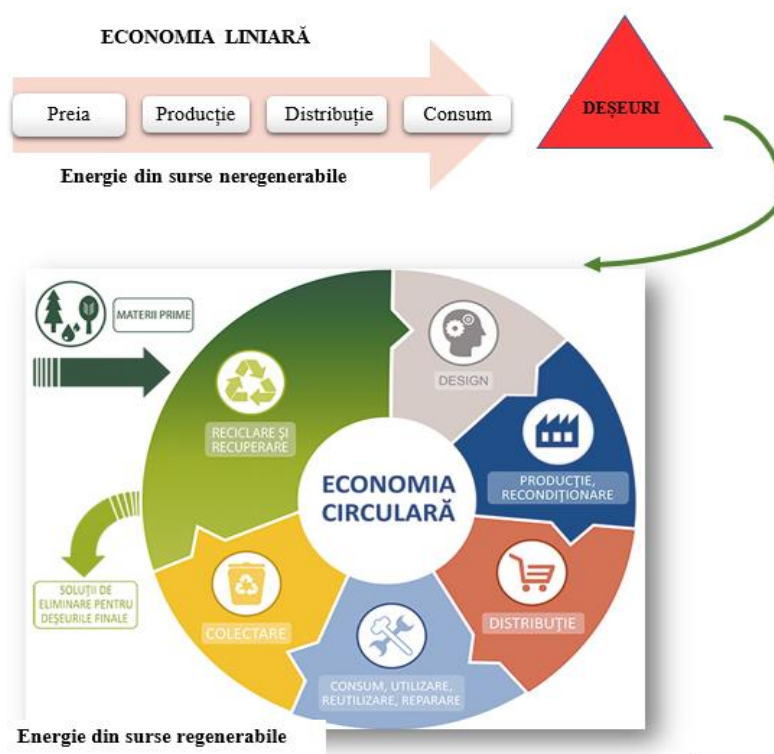 ECONOMIA LINIARĂ
Preia
Producție
Distribuție
Consum
DEȘEURI
Energie din surse neregenerabile
MATERII PRIME
DESIGN
RECICLARE ȘI
RECUPERARE
PRODUCȚIE,
RECONDIȚIONARE
ECONOMIA
CIRCULARĂ
SOLUȚII DE
ELIMINARE PENTRU
DEȘEURILE FINALE
COLECTARE
DISTRIBUȚIE
CONSUM, UTILIZARE,
REUTILIZARE, REPARARE
Energie din surse regenerabile